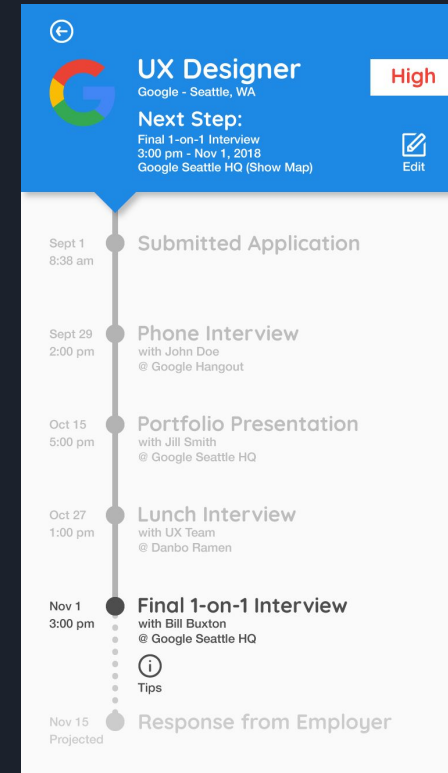 UX Designer
Google - Seattle, WA
High
Next Step:
Final 1-on-1 Interview
3:00 pm - Nov 1, 2018
Google Seattle HQ (Show Map)
Edit
Sept 1
8:38 am
Submitted Application
Sept 29
2:00 pm
Phone Interview
with John Doe
@ Google Hangout
Oct 15
5:00 pm
Portfolio Presentation
with Jill Smith
@ Google Seattle HQ
Oct 27
1:00 pm
Lunch Interview
with UX Team
@ Danbo Ramen
Nov 1
3:00 pm
Final 1-on-1 Interview
with Bill Buxton
@ Google Seattle HQ
Tips
Nov 15
Projected
Response from Employer